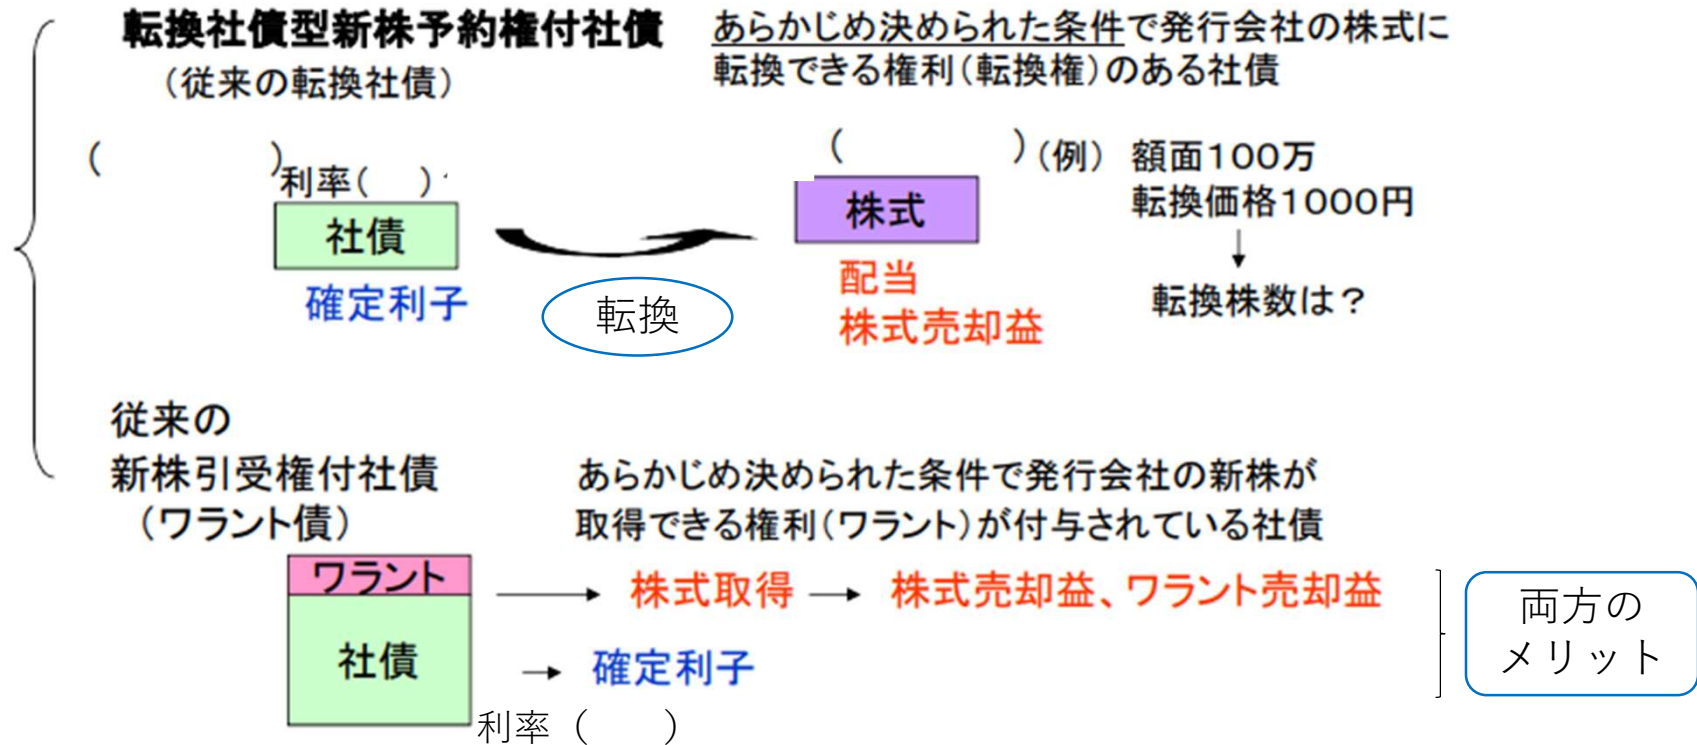 転換社債型新株予約権付社債
(従来の転換社債)
あらかじめ決められた条件で発行会社の株式に
転換できる権利(転換権)のある社債
(　　　　)
利率(　)
社債
確定利子
転換
(　　　　)
株式
配当
株式売却益
(例) 額面100万
転換価格1000円
↓
転換株数は?
従来の
新株引受権付社債
(ワラント債)
あらかじめ決められた条件で発行会社の新株が
取得できる権利(ワラント)が付与されている社債
ワラント
社債
→ 株式取得 → 株式売却益、ワラント売却益
→ 確定利子
利率 (　　)
両方の
メリット